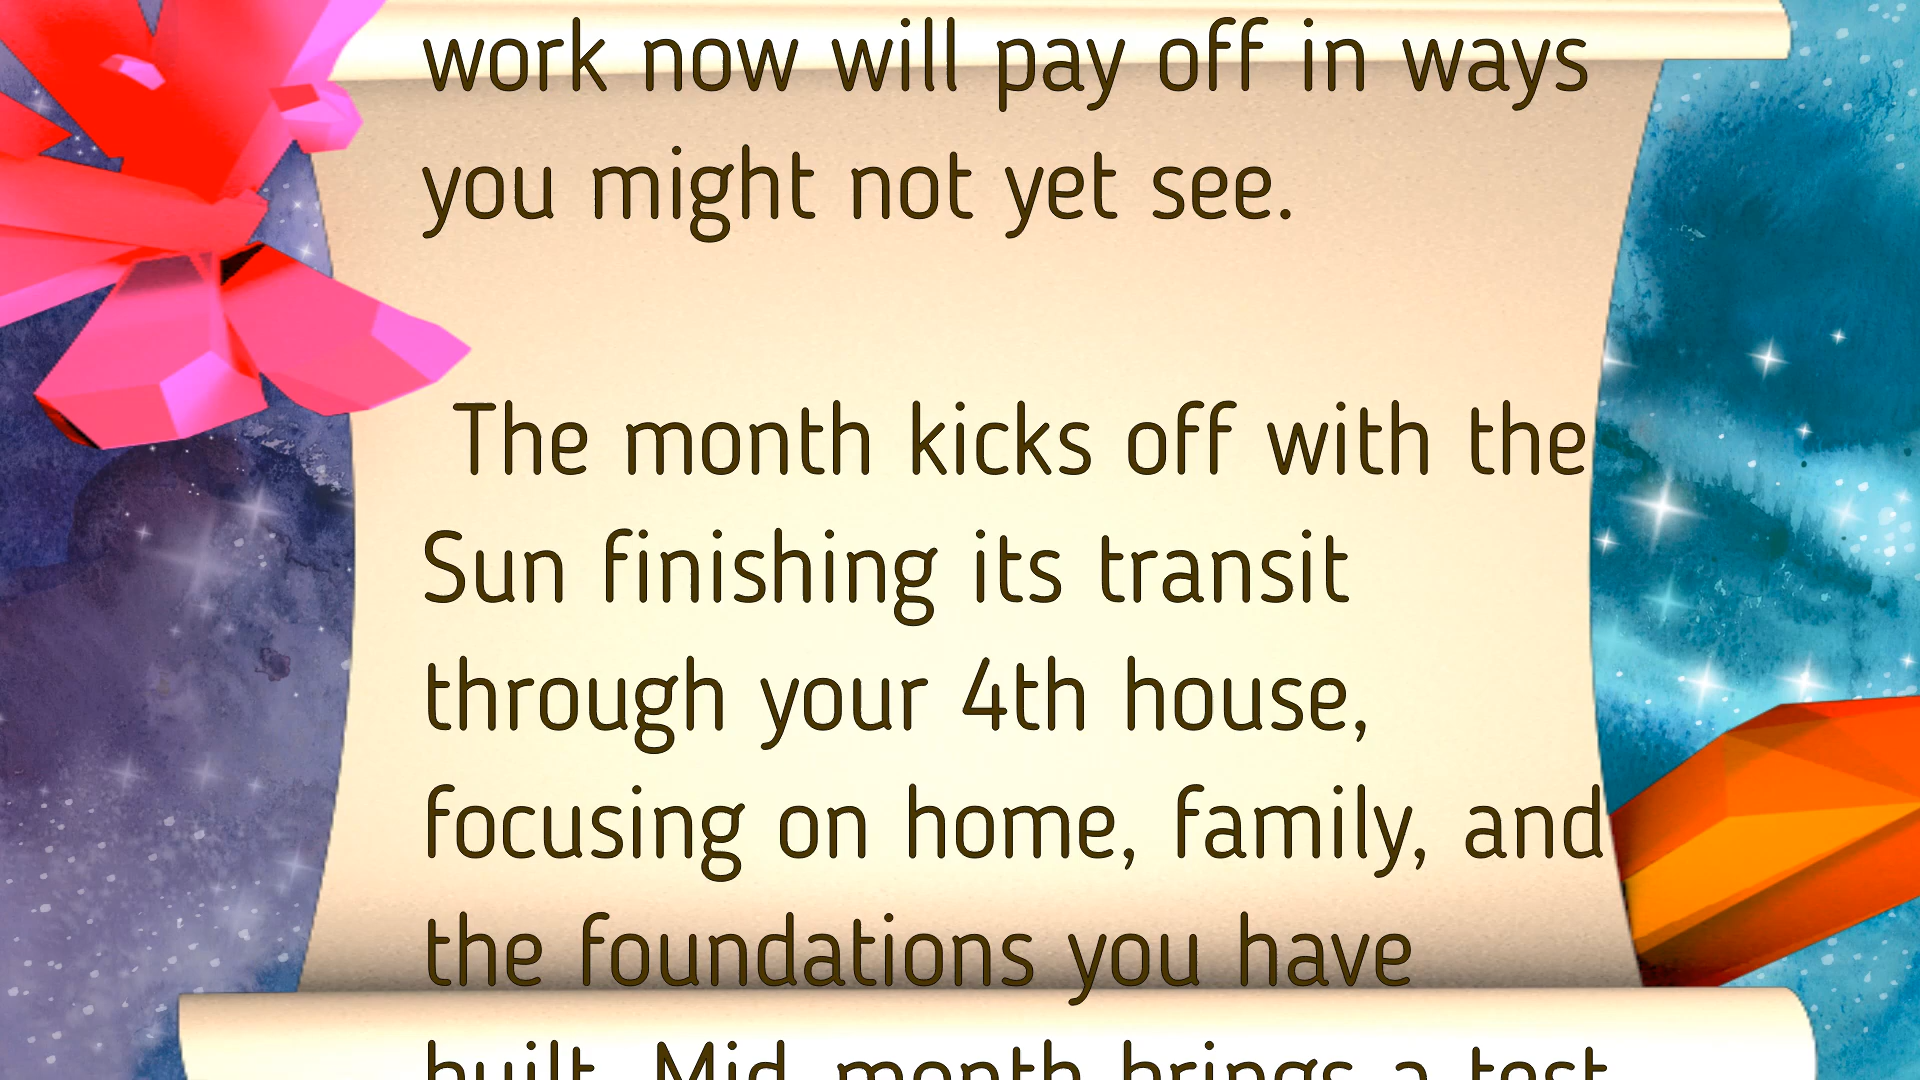 work now will pay off in ways
you might not yet see.
The month kicks off with the
Sun finishing its transit
through your 4th house,
focusing on home, family, and
the foundations you have
built. Mid-month brings a test